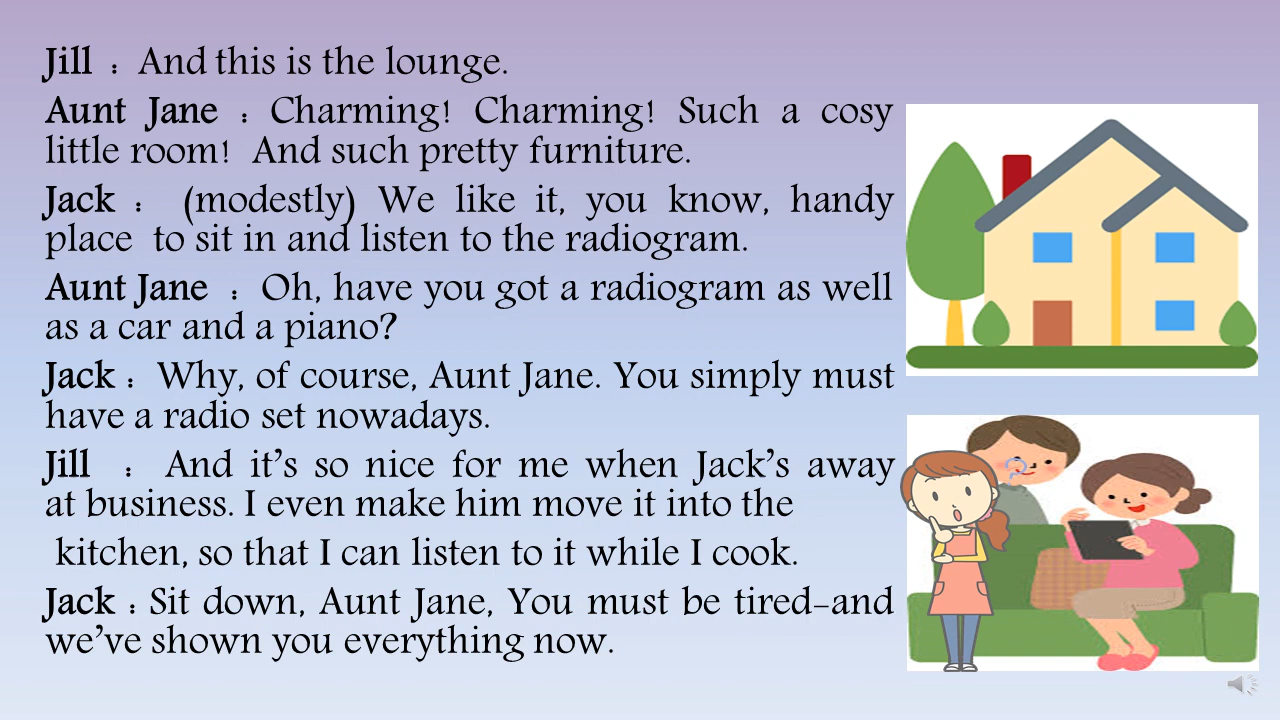 Jill : And this is the lounge.
Aunt Jane : Charming! Charming! Such a cosy
little room! And such pretty furniture.
Jack : (modestly) We like it, you know, handy
place to sit in and listen to the radiogram.
Aunt Jane : Oh, have you got a radiogram as well
as a car and a piano?
Jack : Why, of course, Aunt Jane. You simply must
have a radio set nowadays.
Jill : And it’s so nice for me when Jack’s away
at business. I even make him move it into the
kitchen, so that I can listen to it while I cook.
Jack : Sit down, Aunt Jane, You must be tired-and
we’ve shown you everything now.